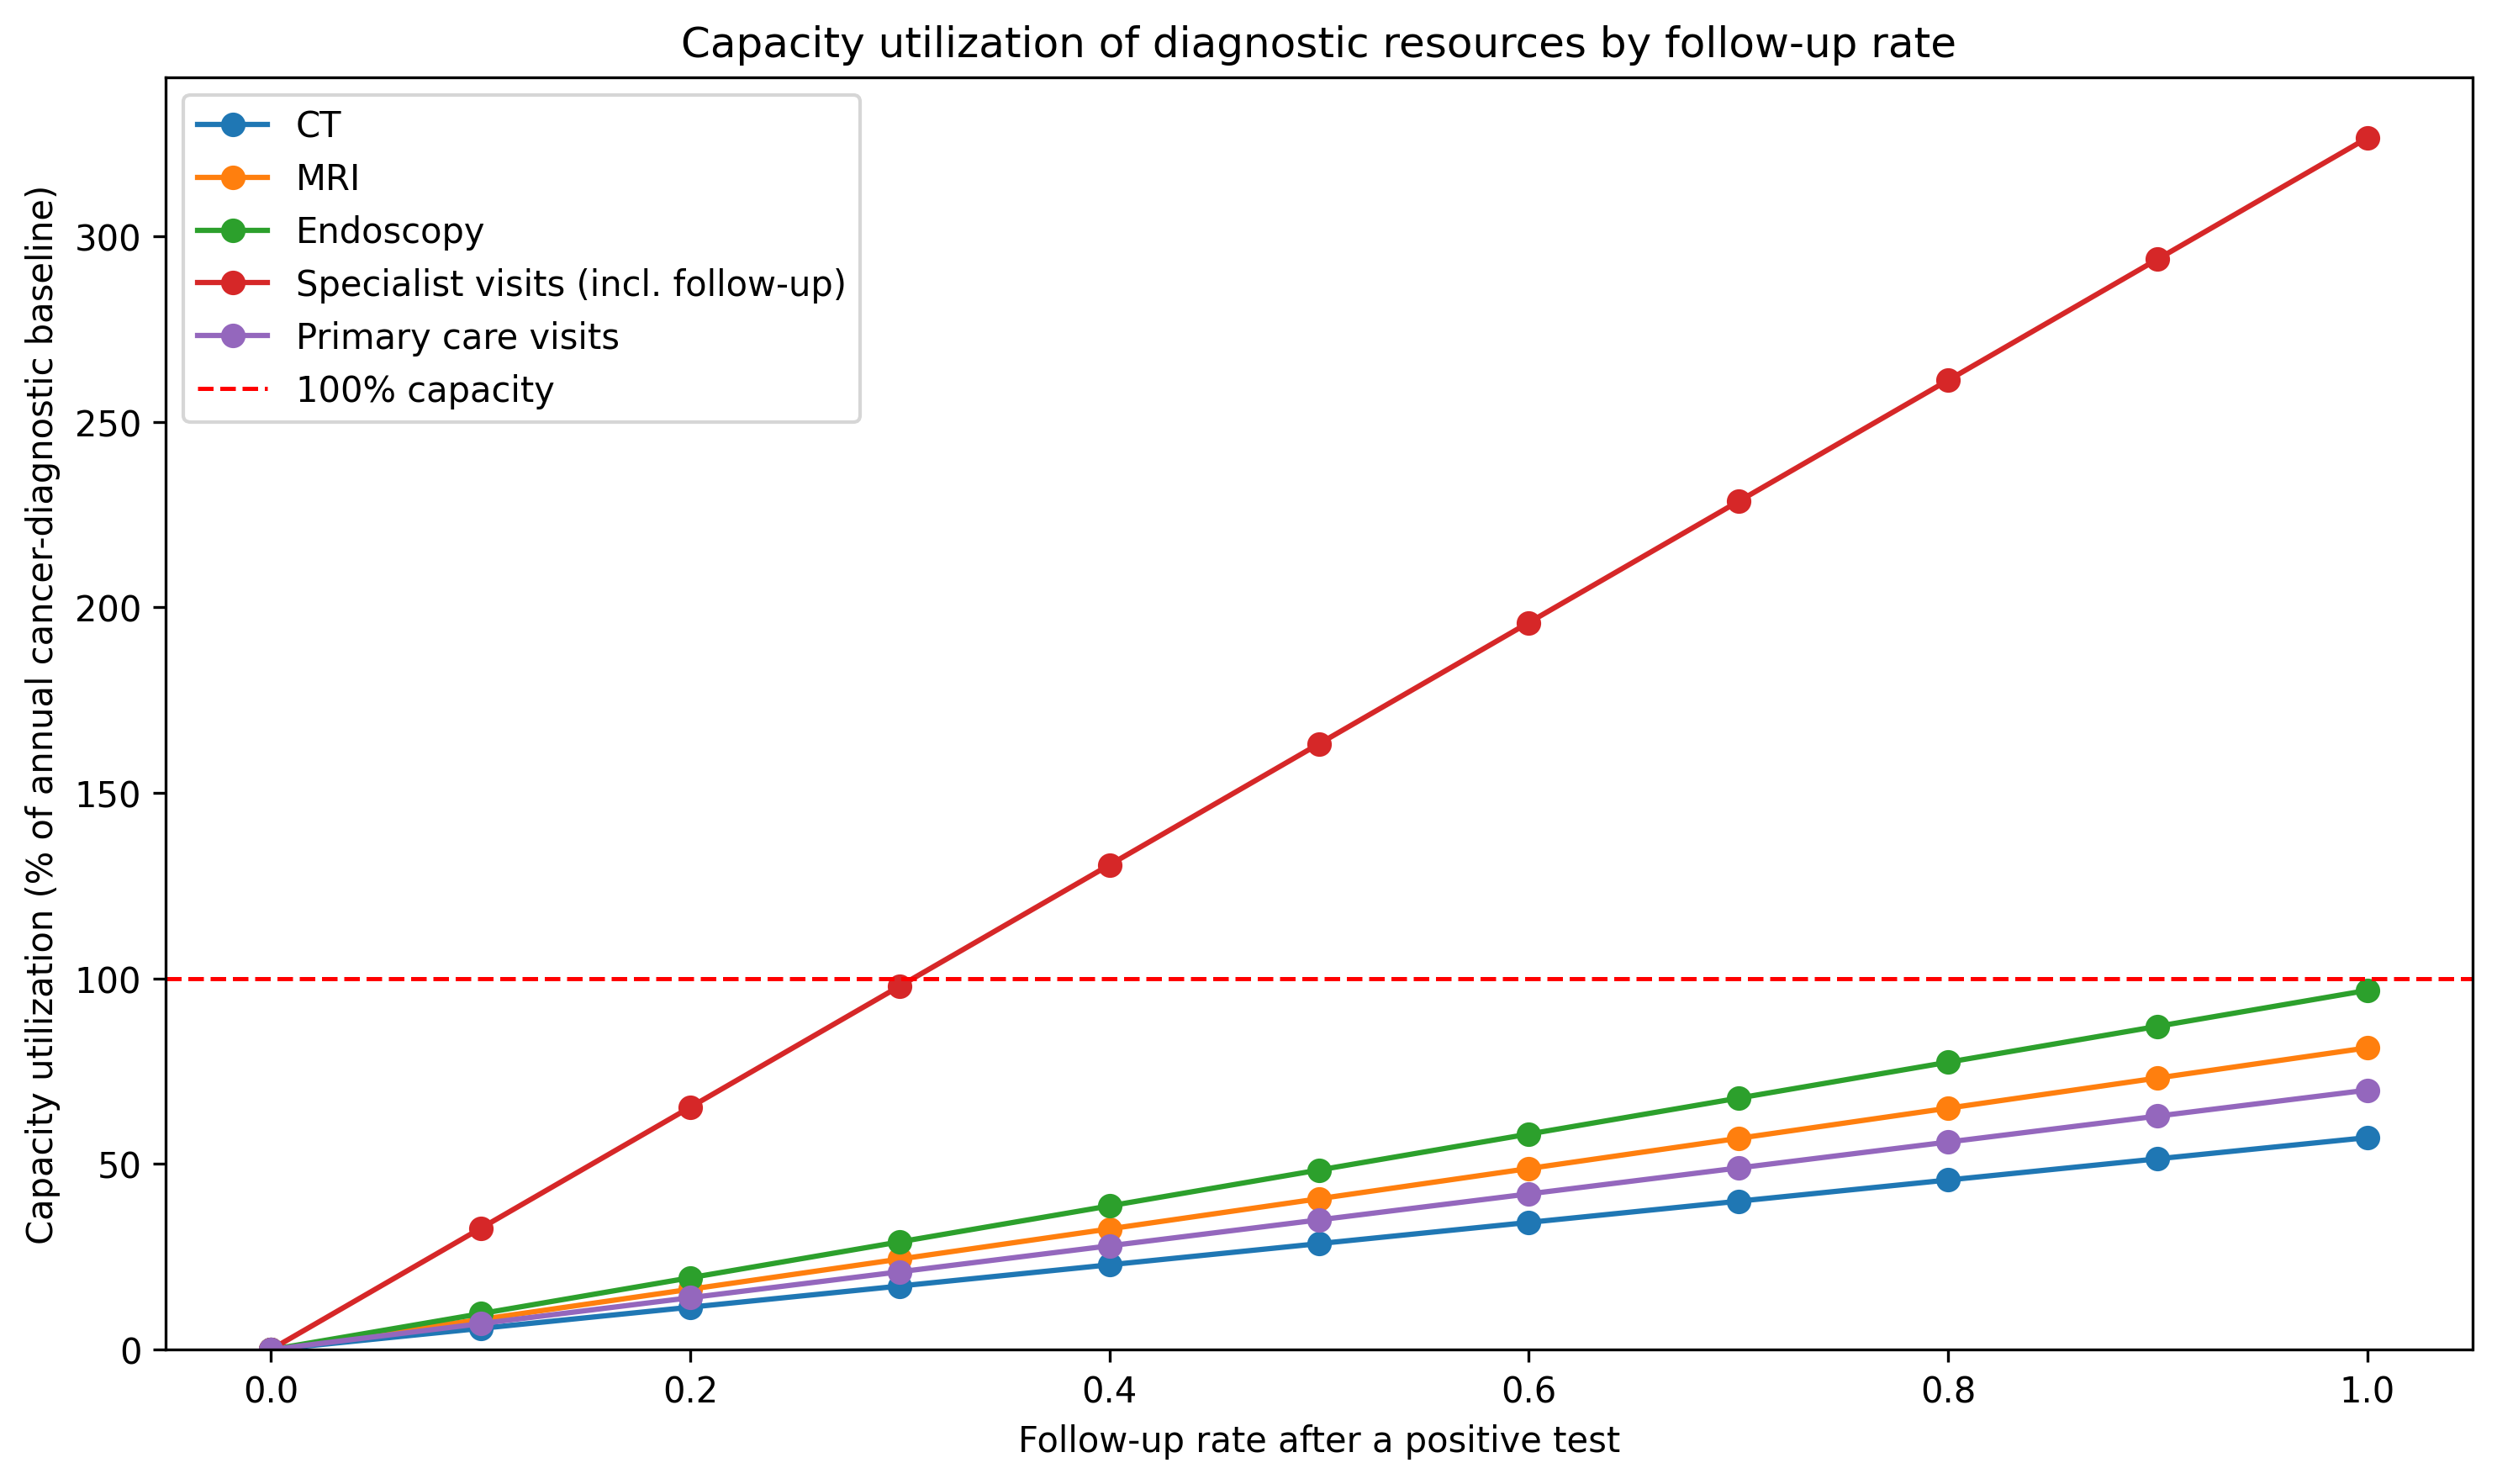 Capacity utilization of diagnostic resources by follow-up rate
Capacity utilization (% of annual cancer-diagnostic baseline)
300
250
200
150
100
50
0
CT
MRI
Endoscopy
Specialist visits (incl. follow-up)
Primary care visits
100% capacity
0.0 0.2 0.4 0.6 0.8 1.0
Follow-up rate after a positive test